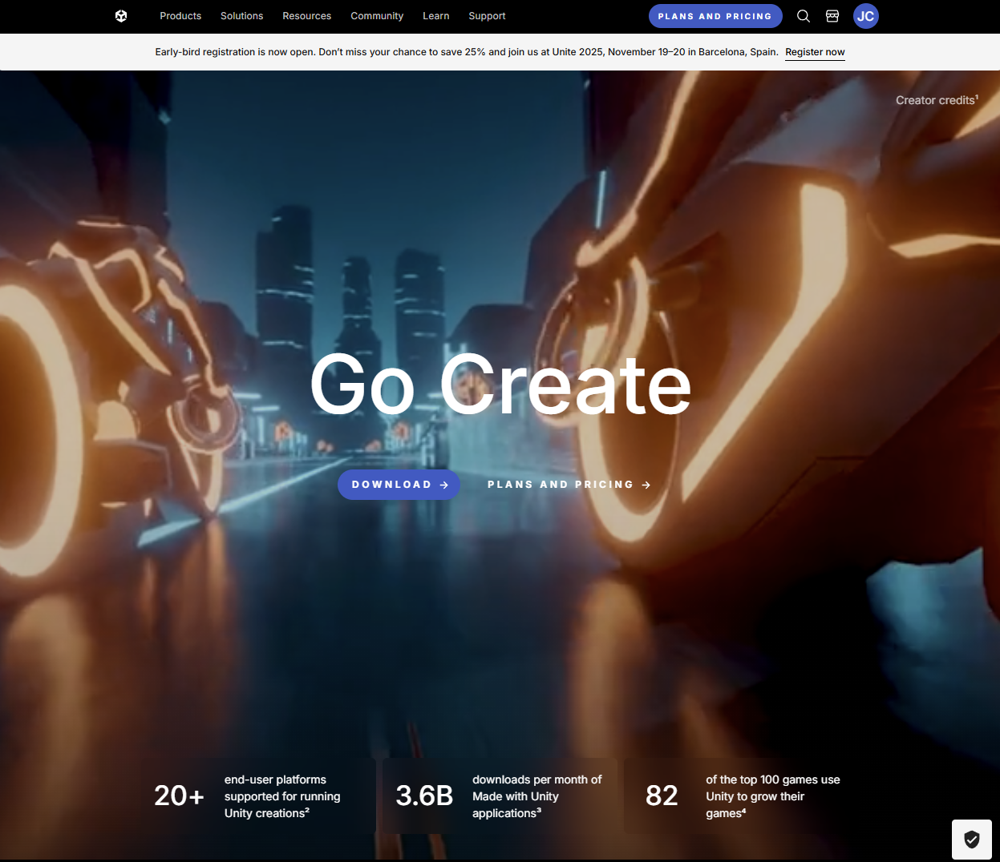 Products Solutions Resources Community Learn Support PLANS AND PRICING JC
Early-bird registration is now open. Don’t miss your chance to save 25% and join us at Unite 2025, November 19–20 in Barcelona, Spain. Register now
Creator credits¹
Go Create
DOWNLOAD → PLANS AND PRICING →
20+
end-user platforms
supported for running
Unity creations²
3.6B
downloads per month of
Made with Unity
applications³
82
of the top 100 games use
Unity to grow their
games⁴